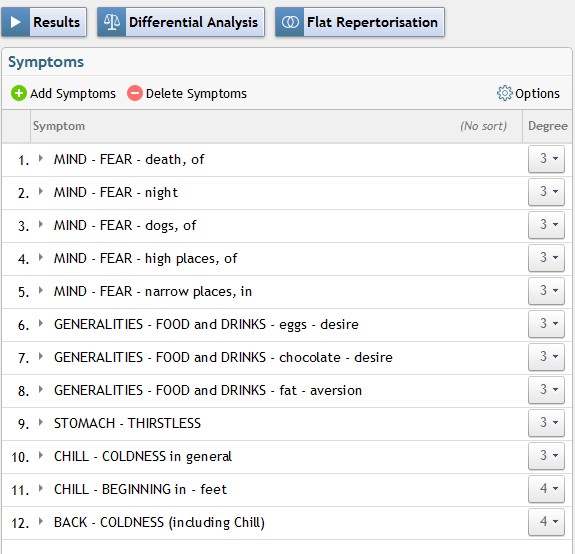 Results Differential Analysis Flat Repertorisation
Symptoms
Add Symptoms Delete Symptoms Options
Symptom (No sort) Degree
1. MIND - FEAR - death, of 3
2. MIND - FEAR - night 3
3. MIND - FEAR - dogs, of 3
4. MIND - FEAR - high places, of 3
5. MIND - FEAR - narrow places, in 3
6. GENERALITIES - FOOD and DRINKS - eggs - desire 3
7. GENERALITIES - FOOD and DRINKS - chocolate - desire 3
8. GENERALITIES - FOOD and DRINKS - fat - aversion 3
9. STOMACH - THIRSTLESS 3
10. CHILL - COLDNESS in general 3
11. CHILL - BEGINNING in - feet 4
12. BACK - COLDNESS (including Chill) 4